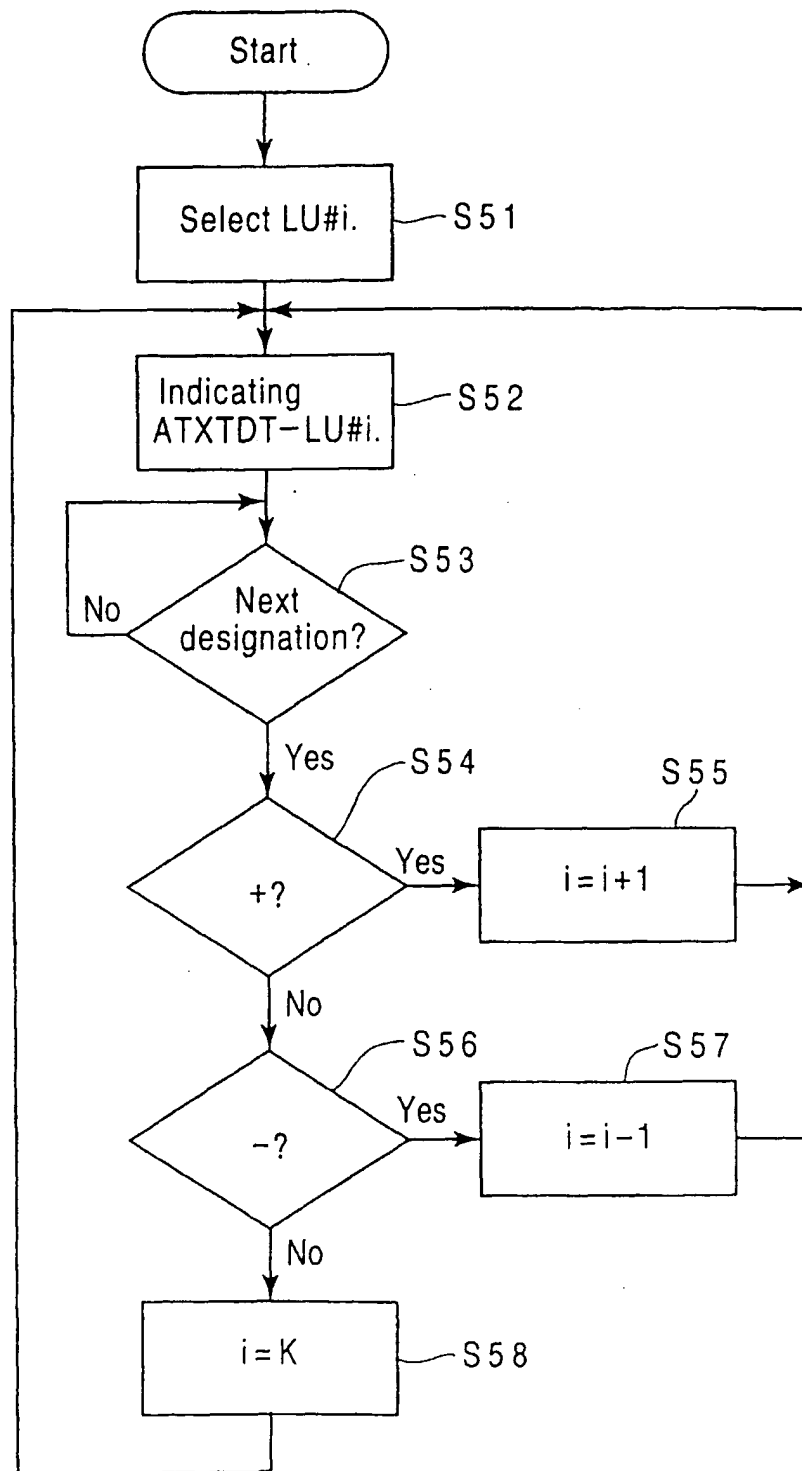 Start
Select LU#i.
S51
Indicating
ATXTDT-LU#i.
S52
Next
designation?
S53
No
Yes
+?
S54
Yes
i=i+1
S55
No
-?
S56
Yes
i=i-1
S57
No
i=K
S58